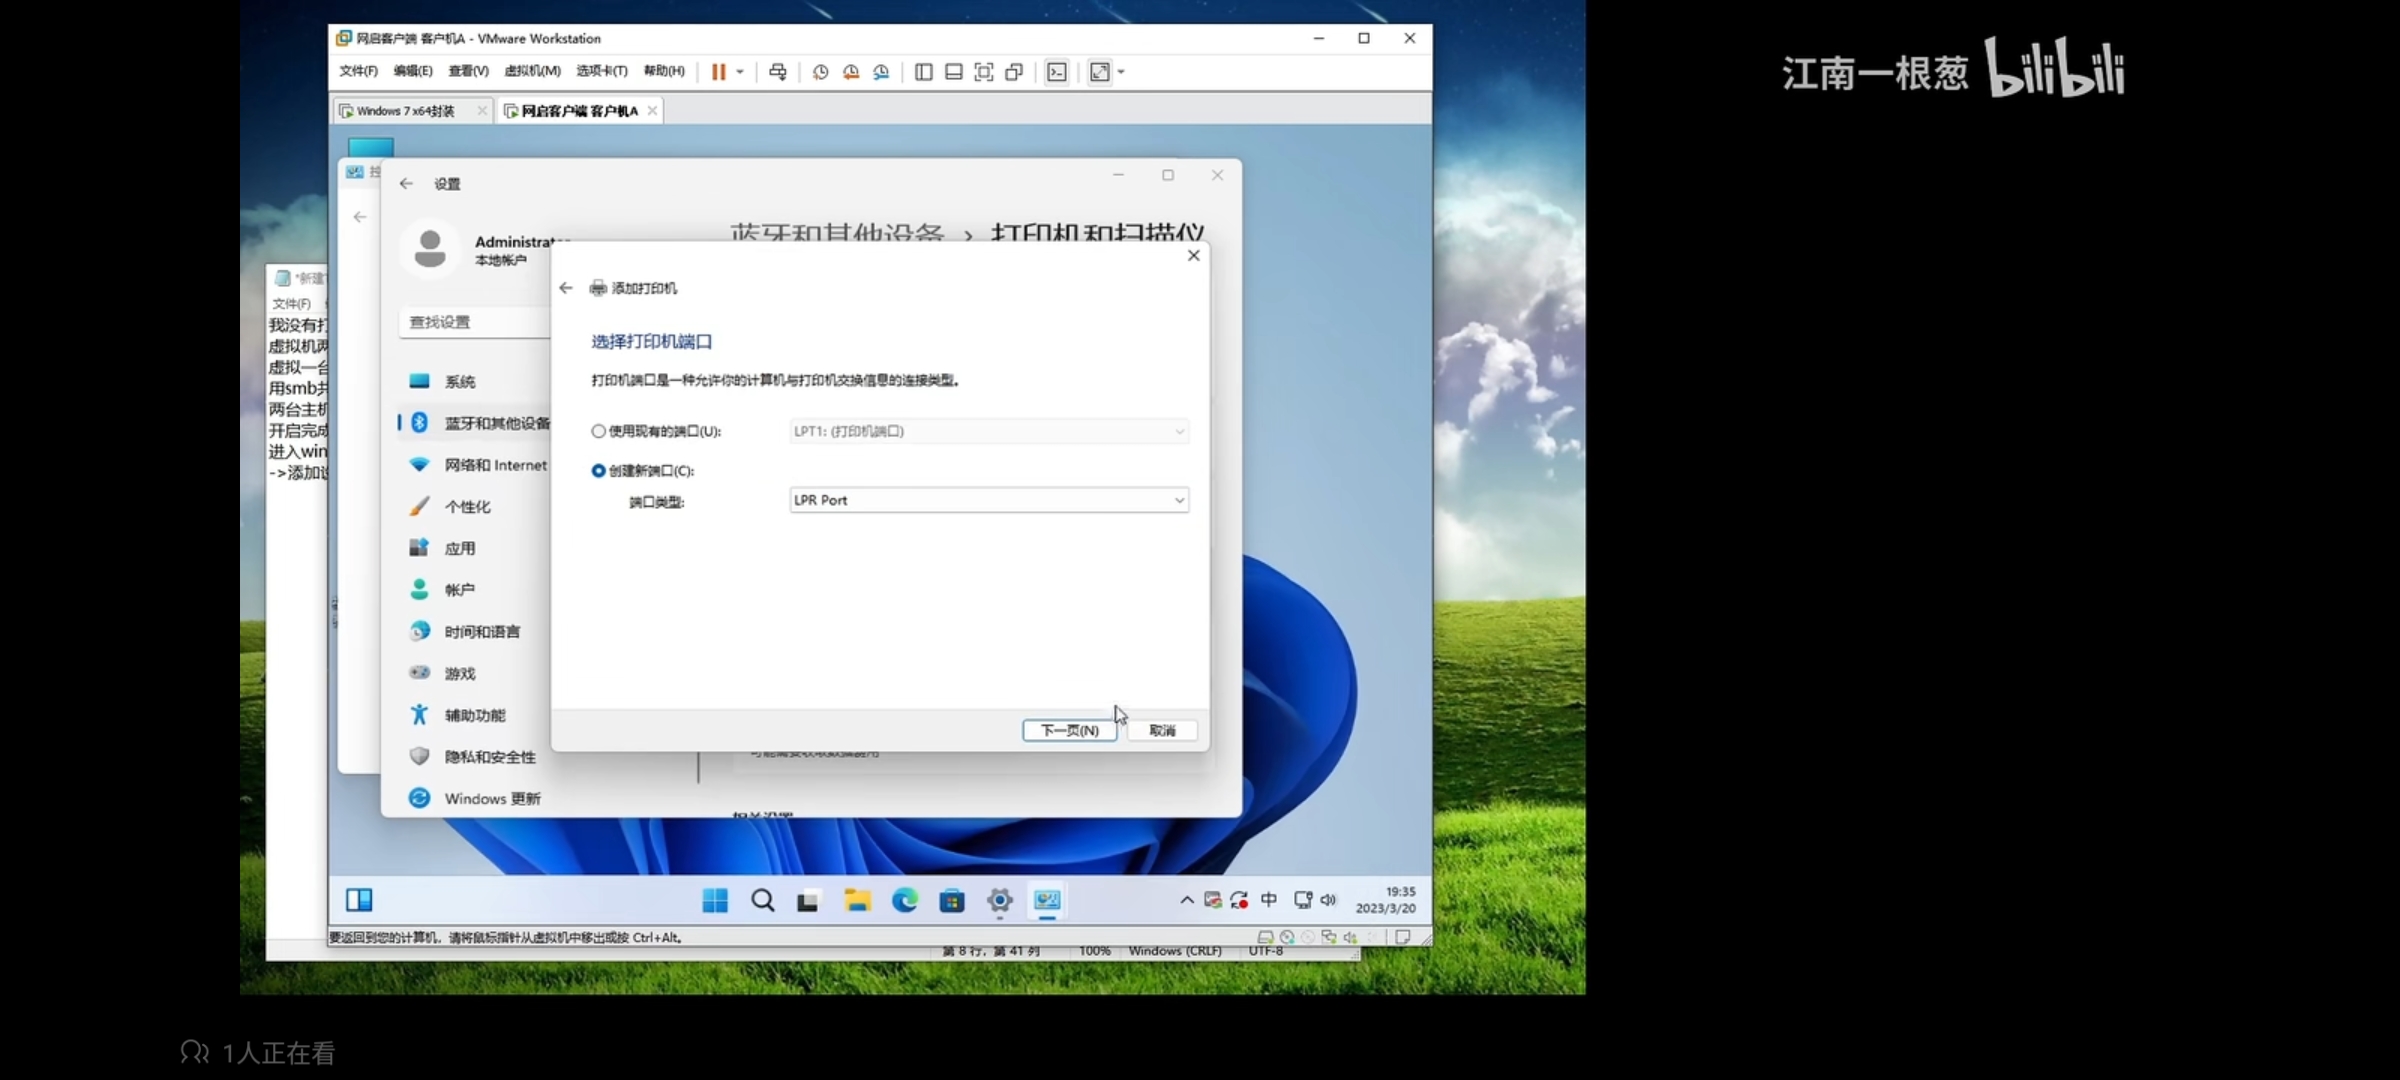 网启客户端 客户机A - VMware Workstation
文件(F) 编辑(E) 查看(V) 虚拟机(M) 选项卡(T) 帮助(H)
Windows 7 x64封装 网启客户端 客户机A
江南一根葱 bilibili
控
设置
Administrat
本地帐户
蓝牙和其他设备 › 打印机和扫描仪
查找设置
系统
蓝牙和其他设备
网络和 Internet
个性化
应用
帐户
时间和语言
游戏
辅助功能
隐私和安全性
Windows 更新
添加打印机
选择打印机端口
打印机端口是一种允许你的计算机与打印机交换信息的连接类型。
使用现有的端口(U): LPT1: (打印机端口)
创建新端口(C):
端口类型: LPR Port
下一页(N) 取消
相关设置
*新建
文件(F)
我没有打
虚拟机两
虚拟一台
用smb共
两台主机
开启完成
进入win
->添加设
中
19:35
2023/3/20
要返回到您的计算机，请将鼠标指针从虚拟机中移出或按 Ctrl+Alt。
第 8 行，第 41 列 100% Windows (CRLF) UTF-8
1人正在看